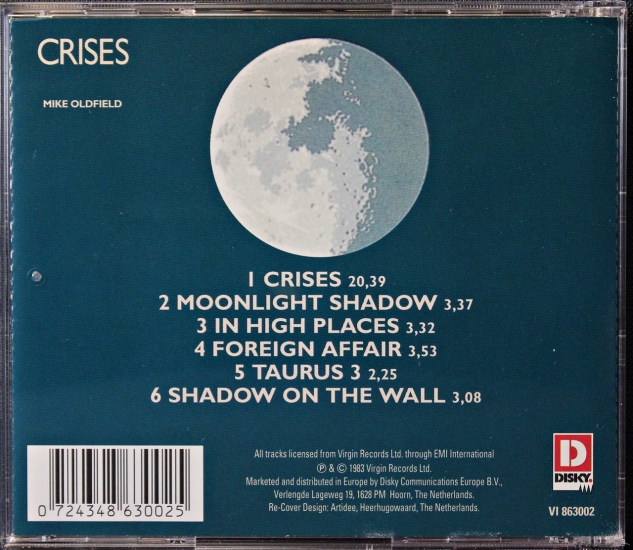 CRISES
MIKE OLDFIELD
1 CRISES 20,39
2 MOONLIGHT SHADOW 3,37
3 IN HIGH PLACES 3,32
4 FOREIGN AFFAIR 3,53
5 TAURUS 3 2,25
6 SHADOW ON THE WALL 3,08
All tracks licensed from Virgin Records Ltd. through EMI International
℗ & © 1983 Virgin Records Ltd.
Marketed and distributed in Europe by Disky Communications Europe B.V.,
Verlengde Lageweg 19, 1628 PM Hoorn, The Netherlands.
Re-Cover Design: Artidee, Heerhugowaard, The Netherlands.
0 724348 630025
D
DISKY.
VI 863002